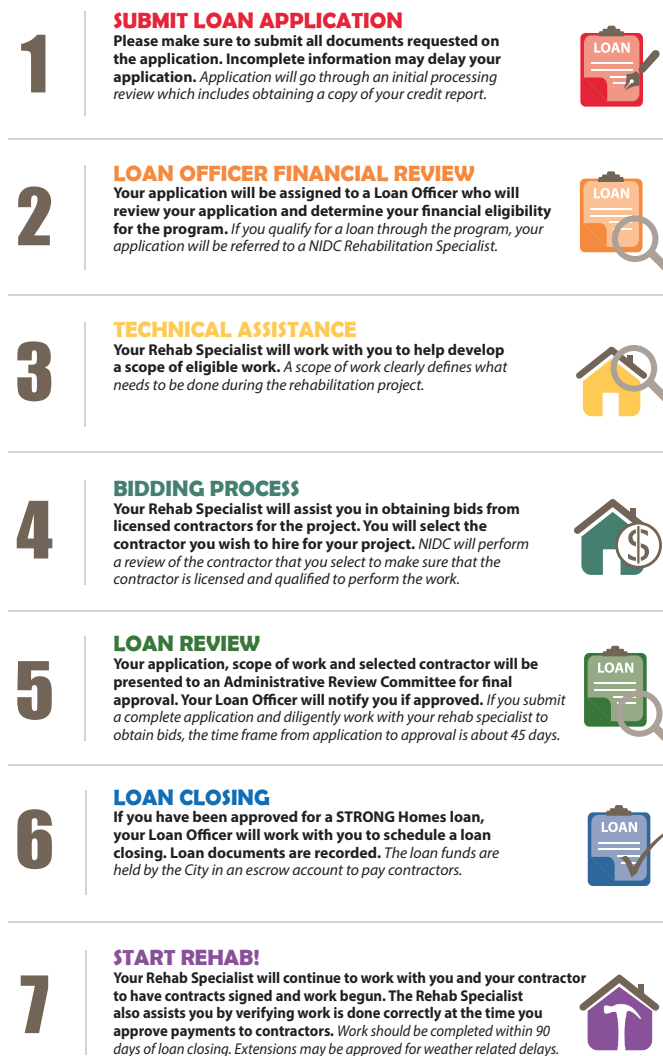 1
SUBMIT LOAN APPLICATION
Please make sure to submit all documents requested on
the application. Incomplete information may delay your
application. Application will go through an initial processing
review which includes obtaining a copy of your credit report.
LOAN
2
LOAN OFFICER FINANCIAL REVIEW
Your application will be assigned to a Loan Officer who will
review your application and determine your financial eligibility
for the program. If you qualify for a loan through the program, your
application will be referred to a NIDC Rehabilitation Specialist.
LOAN
3
TECHNICAL ASSISTANCE
Your Rehab Specialist will work with you to help develop
a scope of eligible work. A scope of work clearly defines what
needs to be done during the rehabilitation project.
4
BIDDING PROCESS
Your Rehab Specialist will assist you in obtaining bids from
licensed contractors for the project. You will select the
contractor you wish to hire for your project. NIDC will perform
a review of the contractor that you select to make sure that the
contractor is licensed and qualified to perform the work.
$
5
LOAN REVIEW
Your application, scope of work and selected contractor will be
presented to an Administrative Review Committee for final
approval. Your Loan Officer will notify you if approved. If you submit
a complete application and diligently work with your rehab specialist to
obtain bids, the time frame from application to approval is about 45 days.
LOAN
6
LOAN CLOSING
If you have been approved for a STRONG Homes loan,
your Loan Officer will work with you to schedule a loan
closing. Loan documents are recorded. The loan funds are
held by the City in an escrow account to pay contractors.
LOAN
7
START REHAB!
Your Rehab Specialist will continue to work with you and your contractor
to have contracts signed and work begun. The Rehab Specialist
also assists you by verifying work is done correctly at the time you
approve payments to contractors. Work should be completed within 90
days of loan closing. Extensions may be approved for weather related delays.